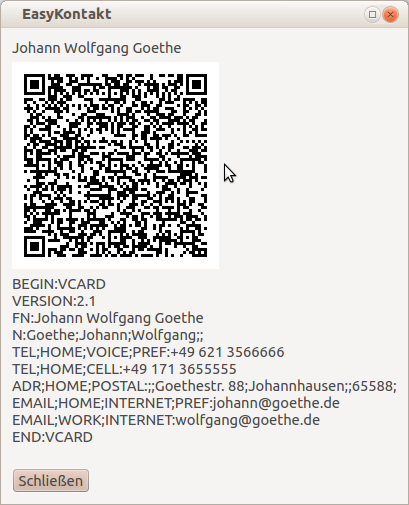 EasyKontakt
Johann Wolfgang Goethe
BEGIN:VCARD
VERSION:2.1
FN:Johann Wolfgang Goethe
N:Goethe;Johann;Wolfgang;;
TEL;HOME;VOICE;PREF:+49 621 3566666
TEL;HOME;CELL:+49 171 3655555
ADR;HOME;POSTAL:;;Goethestr. 88;Johannhausen;;65588;
EMAIL;HOME;INTERNET;PREF:johann@goethe.de
EMAIL;WORK;INTERNET:wolfgang@goethe.de
END:VCARD
Schließen